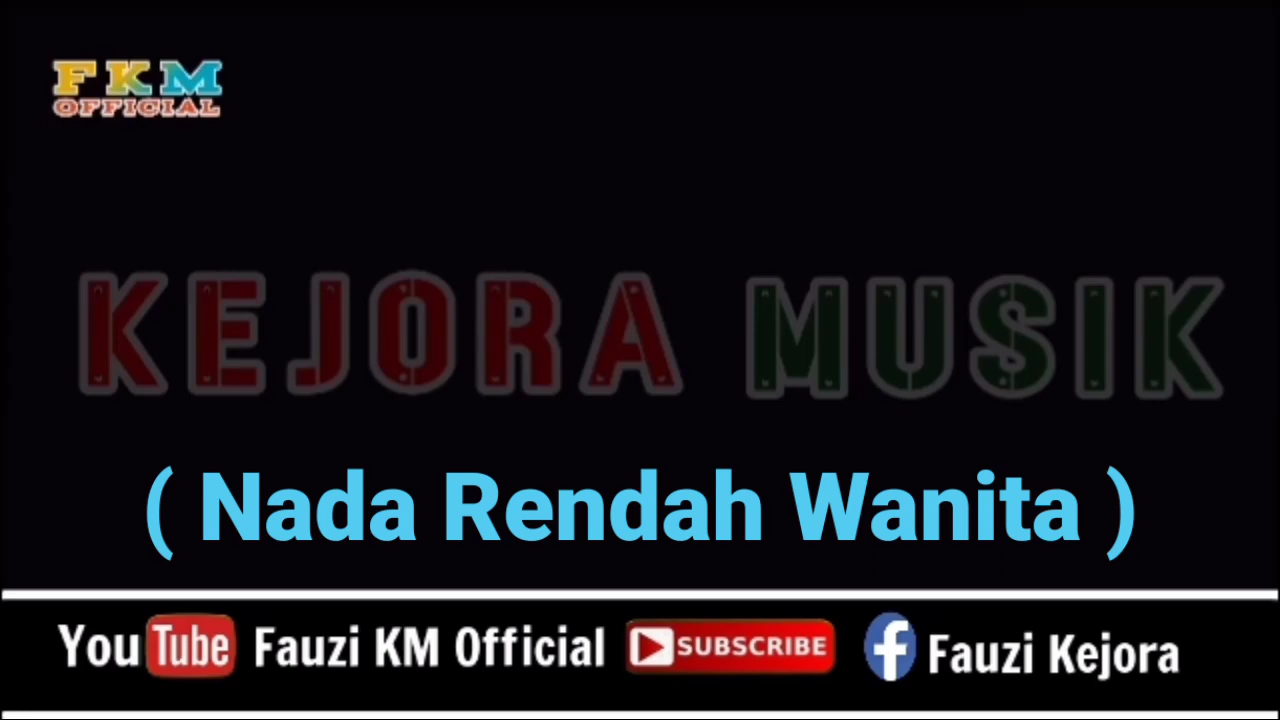 FKM
OFFICIAL
KEJORA MUSIK
( Nada Rendah Wanita )
YouTube Fauzi KM Official SUBSCRIBE f Fauzi Kejora